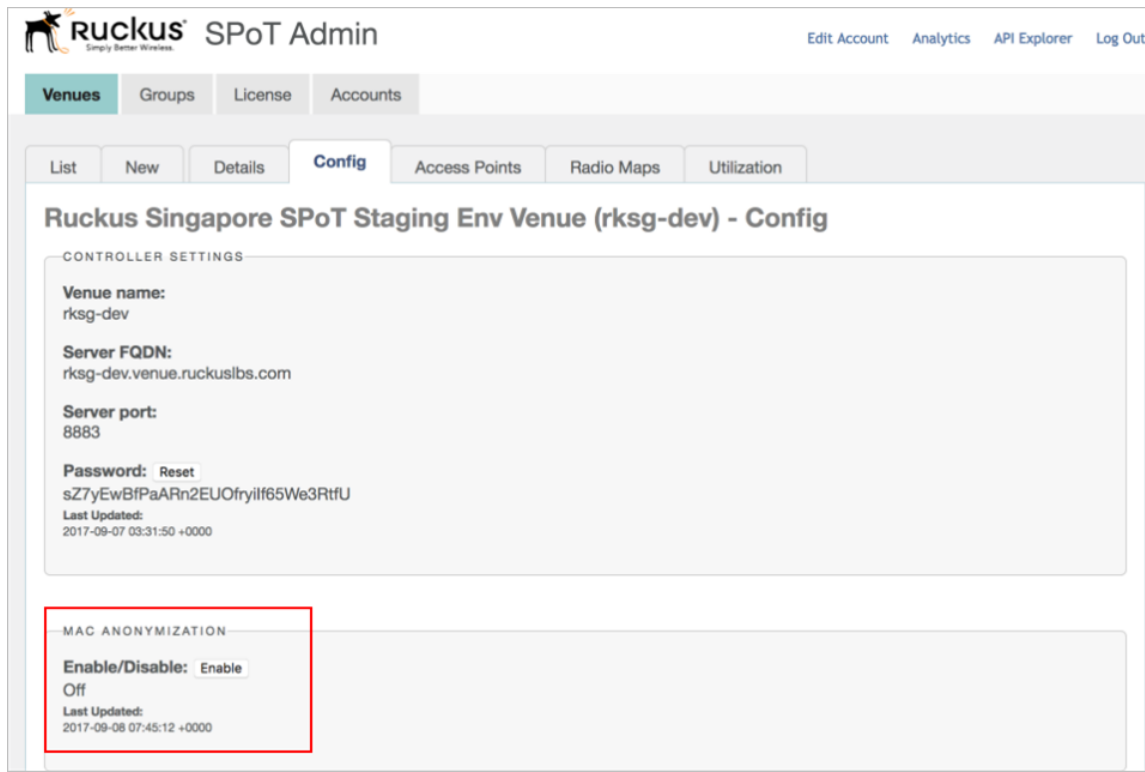 Ruckus SPoT Admin
Simply Better Wireless.
Edit Account Analytics API Explorer Log Out
Venues Groups License Accounts
List New Details Config Access Points Radio Maps Utilization
Ruckus Singapore SPoT Staging Env Venue (rksg-dev) - Config
CONTROLLER SETTINGS
Venue name:
rksg-dev
Server FQDN:
rksg-dev.venue.ruckuslbs.com
Server port:
8883
Password: Reset
sZ7yEwBfPaARn2EUOfryilf65We3RtfU
Last Updated:
2017-09-07 03:31:50 +0000
MAC ANONYMIZATION
Enable/Disable: Enable
Off
Last Updated:
2017-09-08 07:45:12 +0000